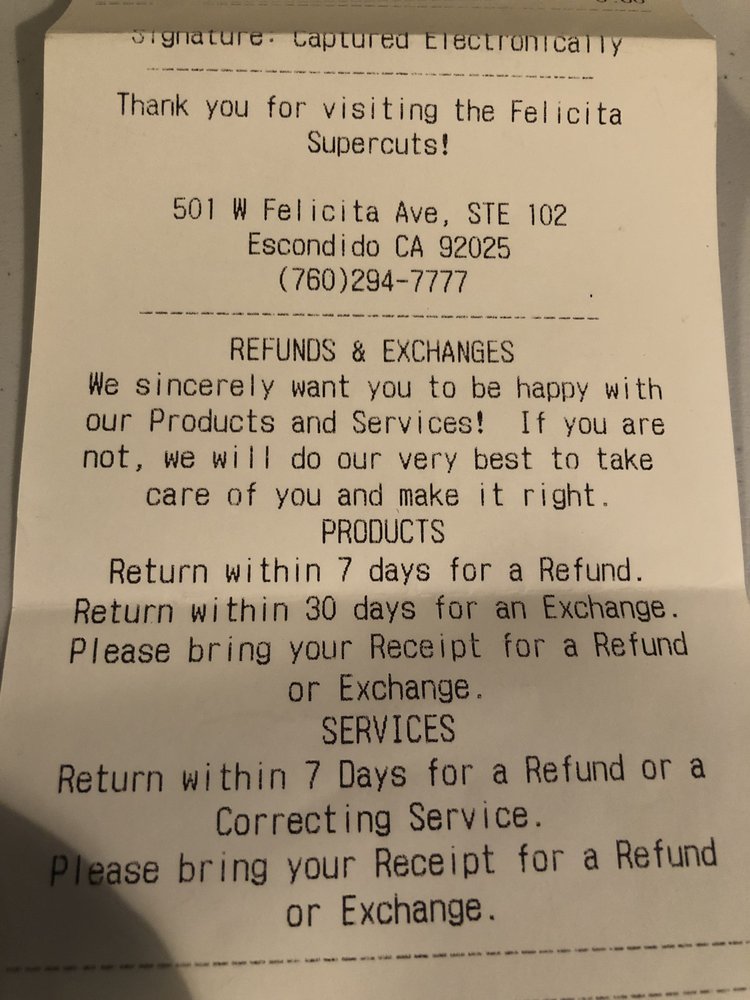 Signature: Captured Electronically
Thank you for visiting the Felicita
Supercuts!
501 W Felicita Ave, STE 102
Escondido CA 92025
(760)294-7777
REFUNDS & EXCHANGES
We sincerely want you to be happy with
our Products and Services!  If you are
not, we will do our very best to take
care of you and make it right.
PRODUCTS
Return within 7 days for a Refund.
Return within 30 days for an Exchange.
Please bring your Receipt for a Refund
or Exchange.
SERVICES
Return within 7 Days for a Refund or a
Correcting Service.
Please bring your Receipt for a Refund
or Exchange.